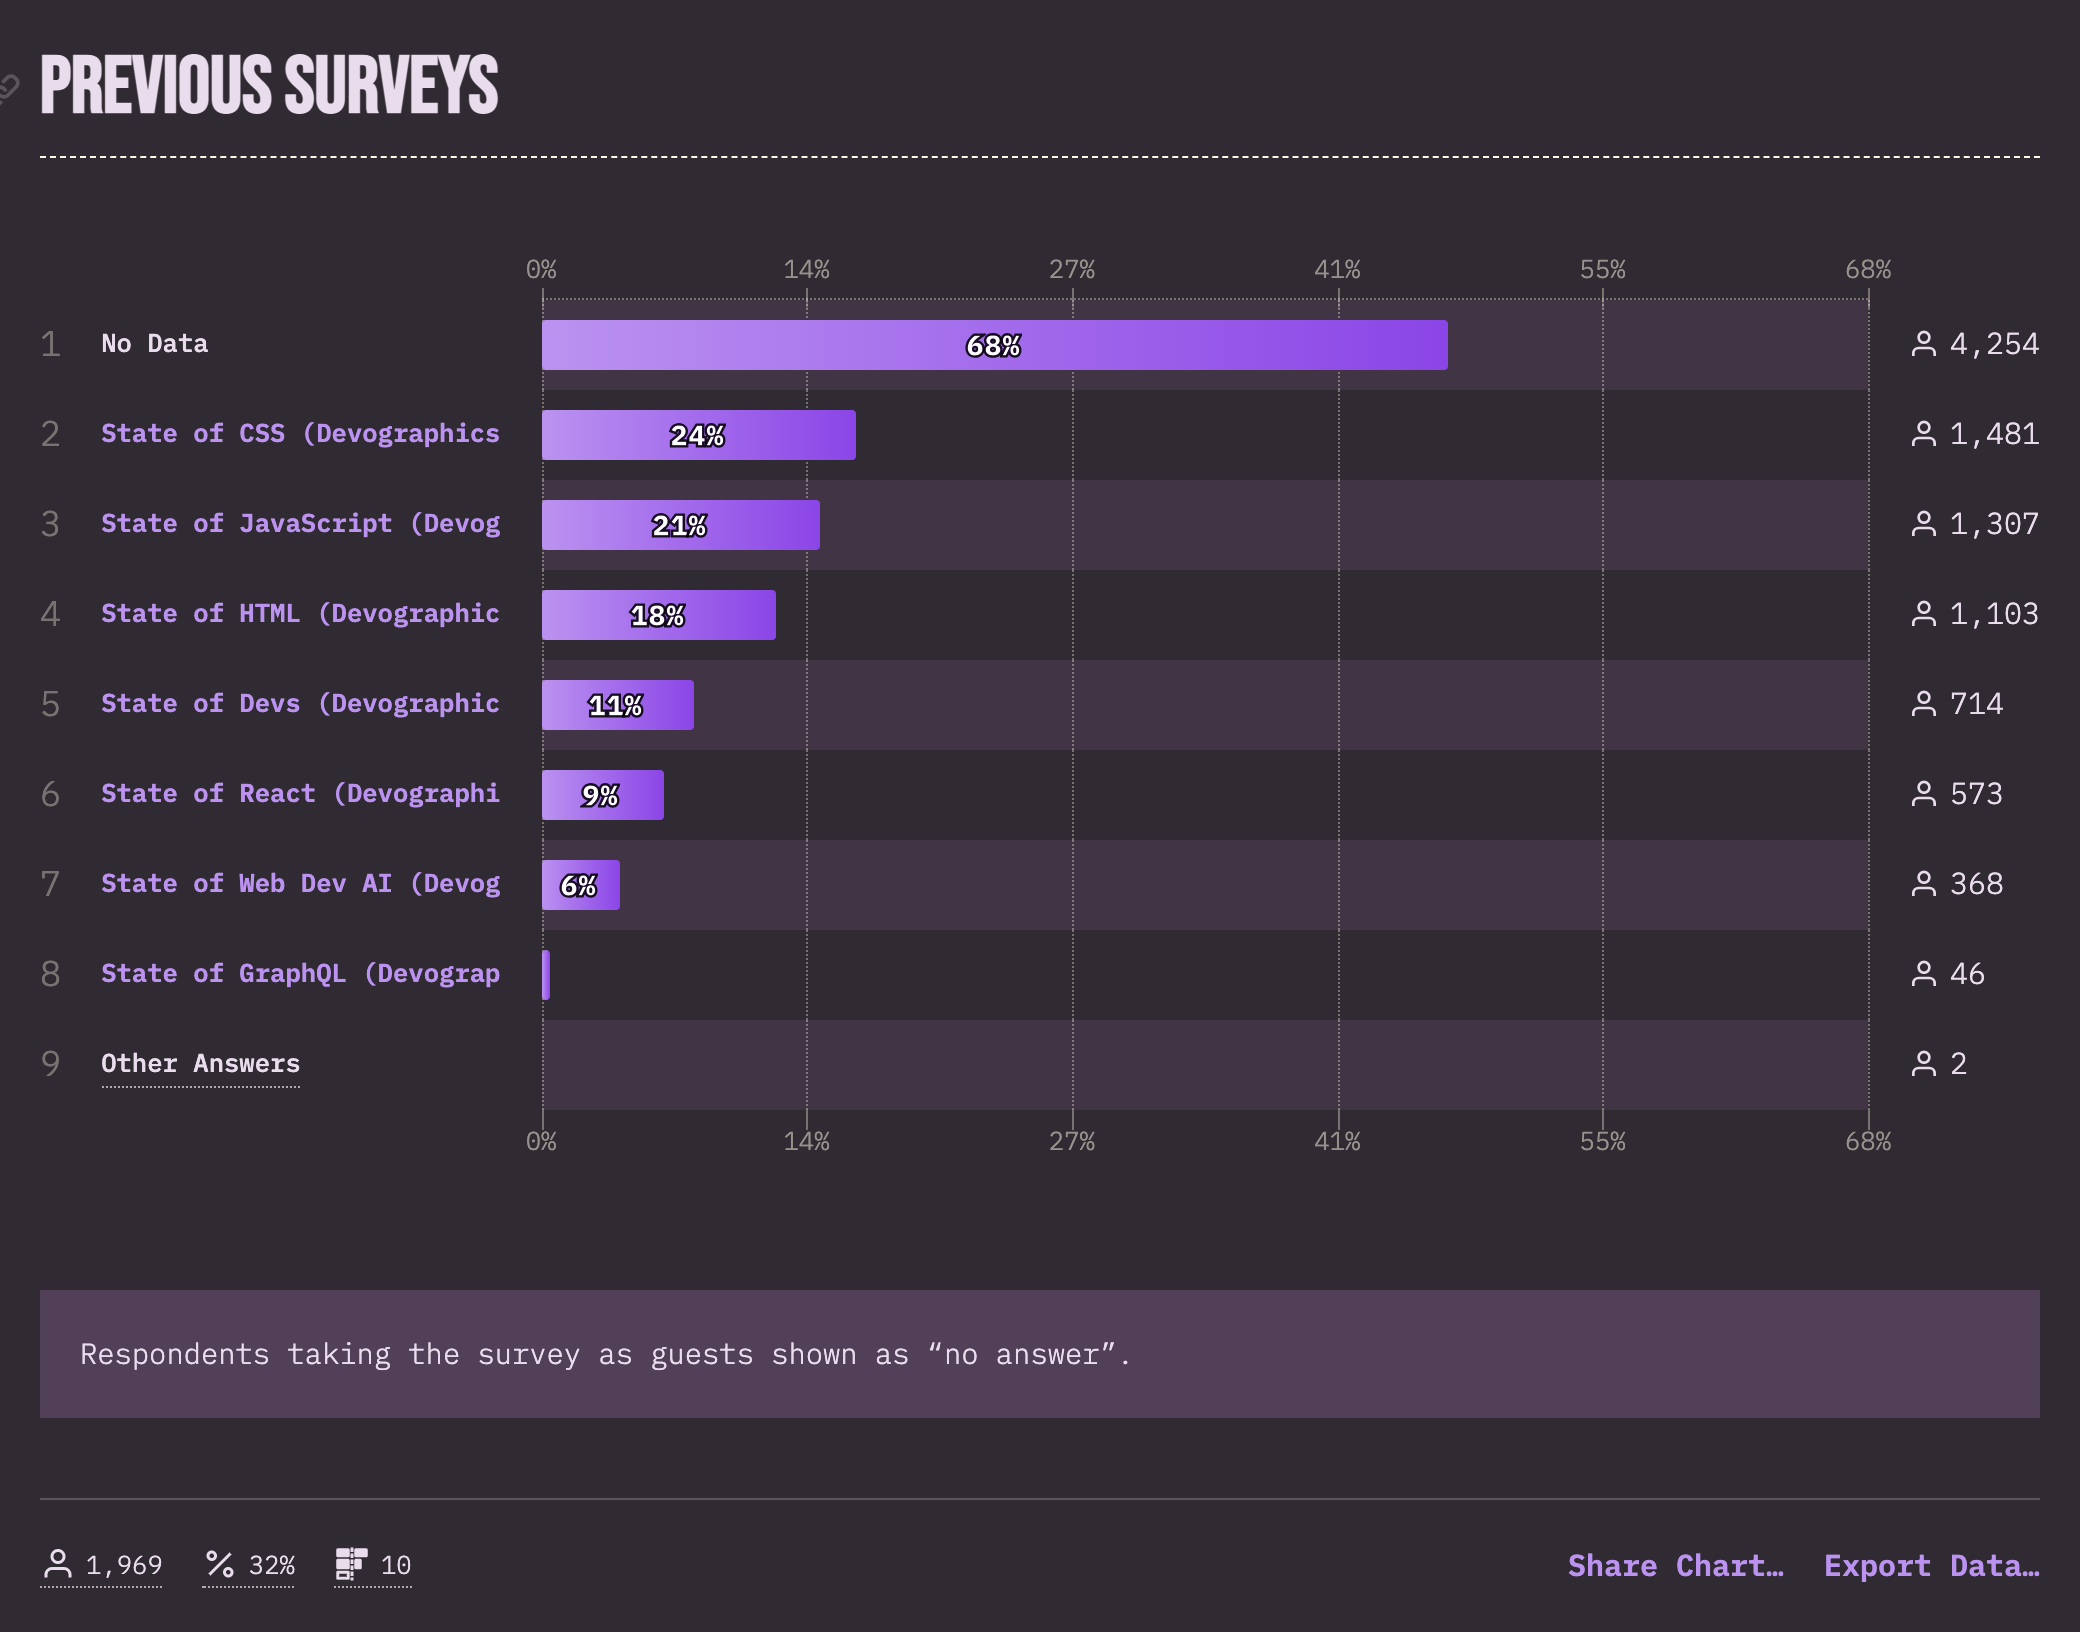 PREVIOUS SURVEYS
0% 14% 27% 41% 55% 68%
1 No Data 68% 4,254
2 State of CSS (Devographics 24% 1,481
3 State of JavaScript (Devog 21% 1,307
4 State of HTML (Devographic 18% 1,103
5 State of Devs (Devographic 11% 714
6 State of React (Devographi 9% 573
7 State of Web Dev AI (Devog 6% 368
8 State of GraphQL (Devograp 46
9 Other Answers 2
0% 14% 27% 41% 55% 68%
Respondents taking the survey as guests shown as “no answer”.
1,969 32% 10 Share Chart… Export Data…